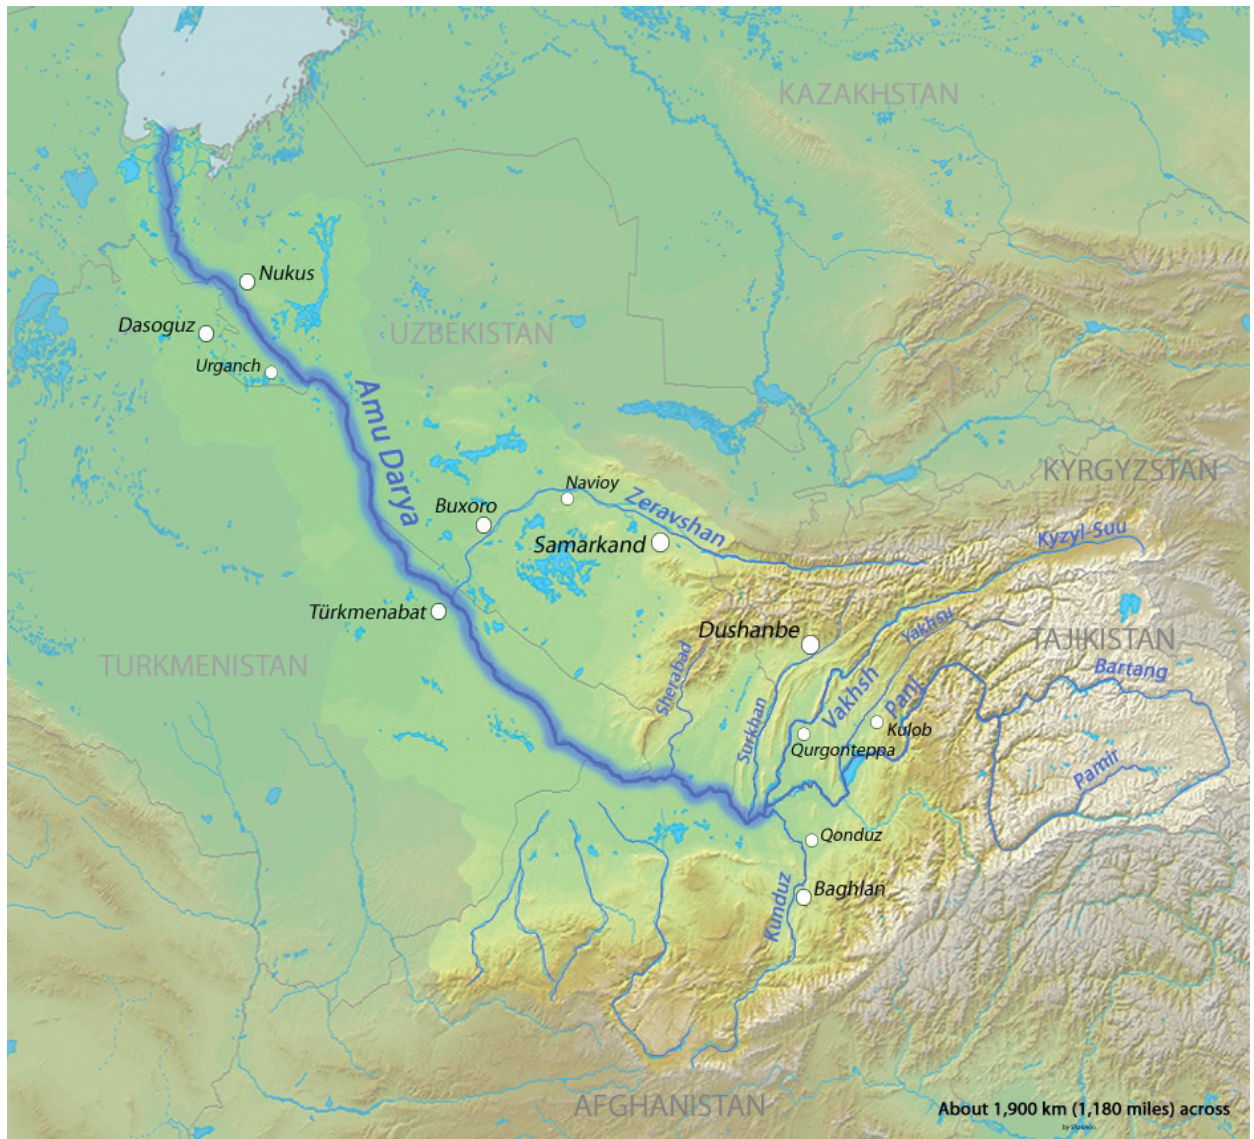 KAZAKHSTAN
Nukus
Dasoguz
UZBEKISTAN
Urganch
Amu Darya
KYRGYZSTAN
Navioy
Zeravshan
Buxoro
Kyzyl-Suu
Samarkand
Türkmenabat
Dushanbe
Yakhsu
TAJIKISTAN
TURKMENISTAN
Bartang
Sherabad
Vakhsh
Panj
Surkhan
Kulob
Qurgonteppa
Pamir
Qonduz
Baghlan
Kunduz
AFGHANISTAN
About 1,900 km (1,180 miles) across